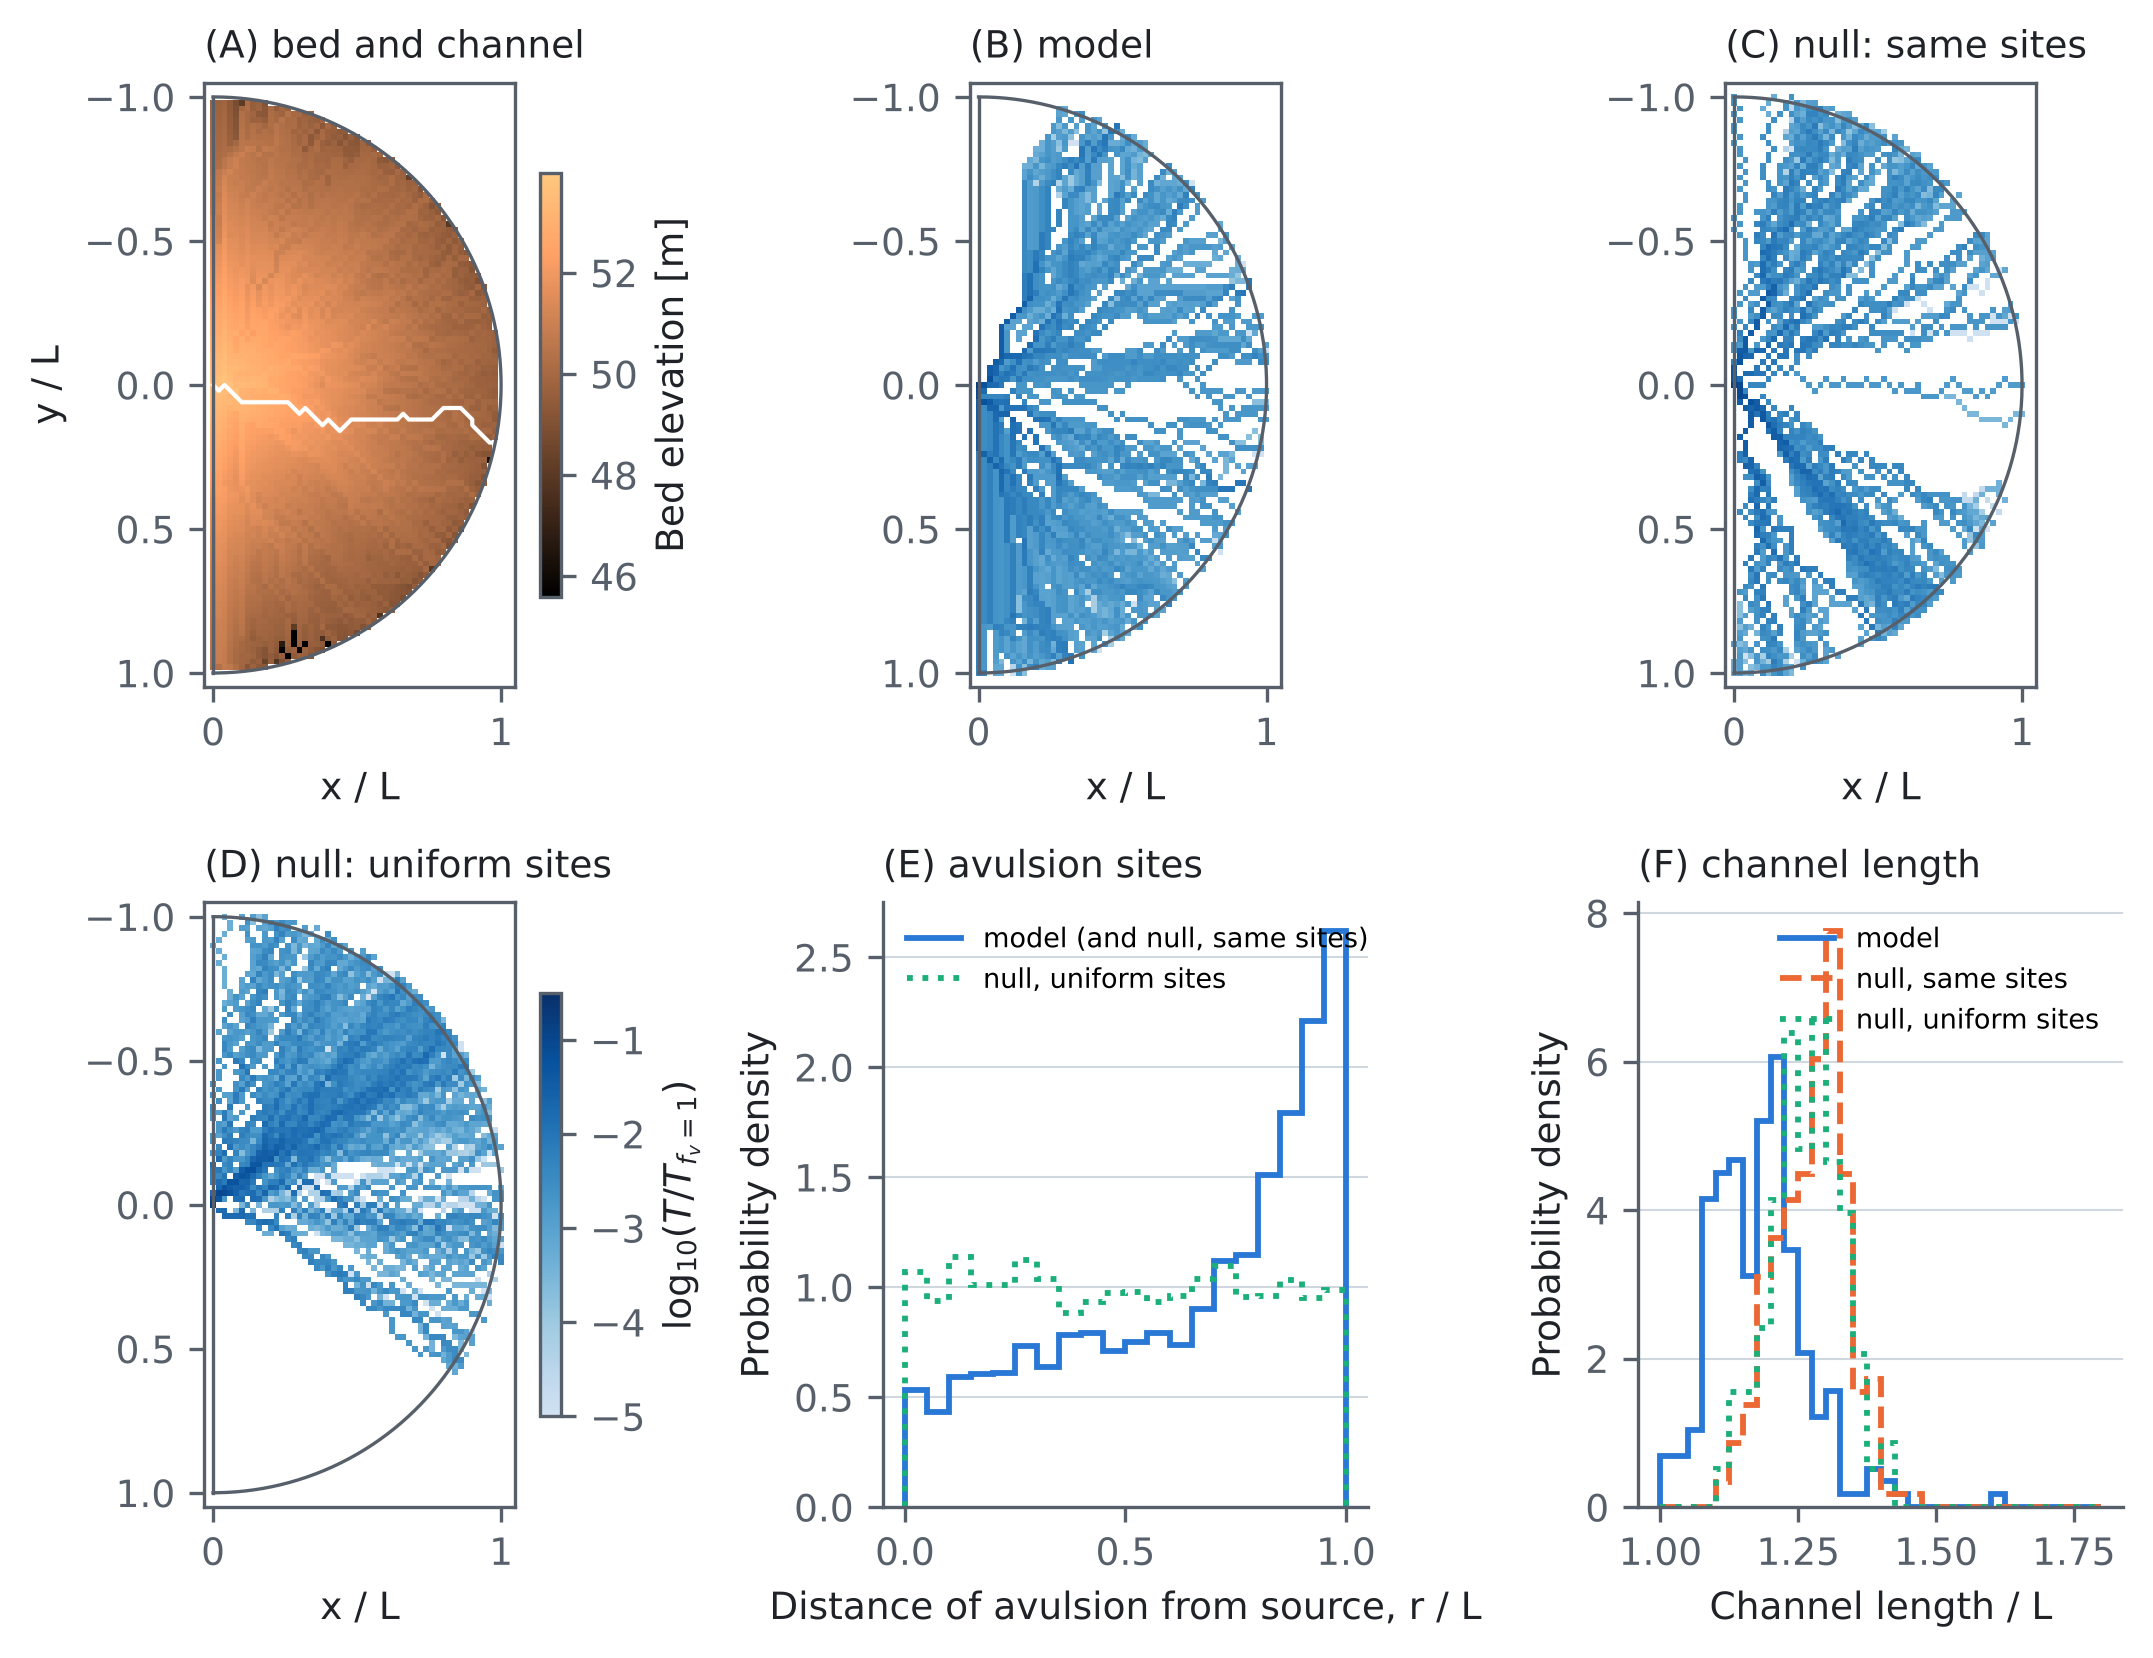 (A) bed and channel
(B) model
(C) null: same sites
−1.0
−0.5
0.0
0.5
1.0
y / L
0
1
x / L
52
50
48
46
Bed elevation [m]
−1.0
−0.5
0.0
0.5
1.0
0
1
x / L
−1.0
−0.5
0.0
0.5
1.0
0
1
x / L
(D) null: uniform sites
(E) avulsion sites
(F) channel length
−1.0
−0.5
0.0
0.5
1.0
0
1
x / L
−1
−2
−3
−4
−5
log₁₀(T/T_{f_v = 1})
2.5
2.0
1.5
1.0
0.5
0.0
Probability density
model (and null, same sites)
null, uniform sites
0.0
0.5
1.0
Distance of avulsion from source, r / L
8
6
4
2
0
Probability density
model
null, same sites
null, uniform sites
1.00
1.25
1.50
1.75
Channel length / L